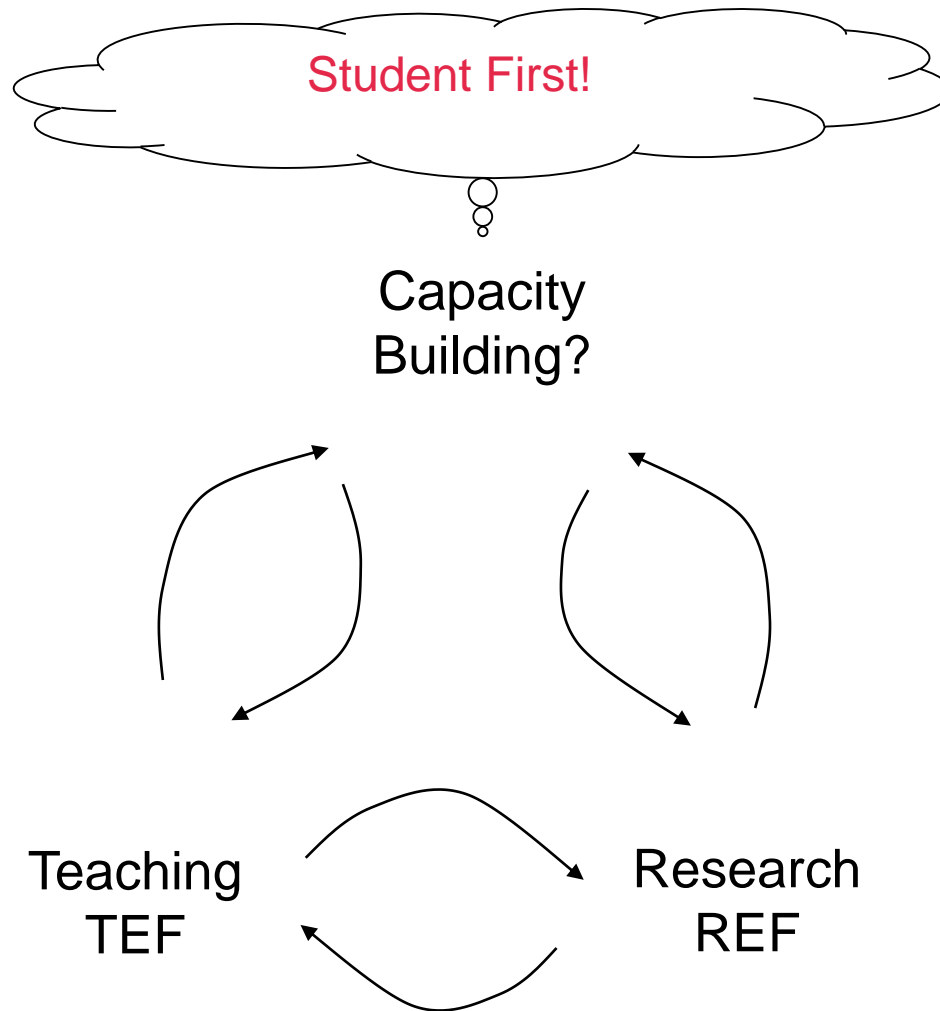 Student First!
Capacity
Building?
Teaching
TEF
Research
REF